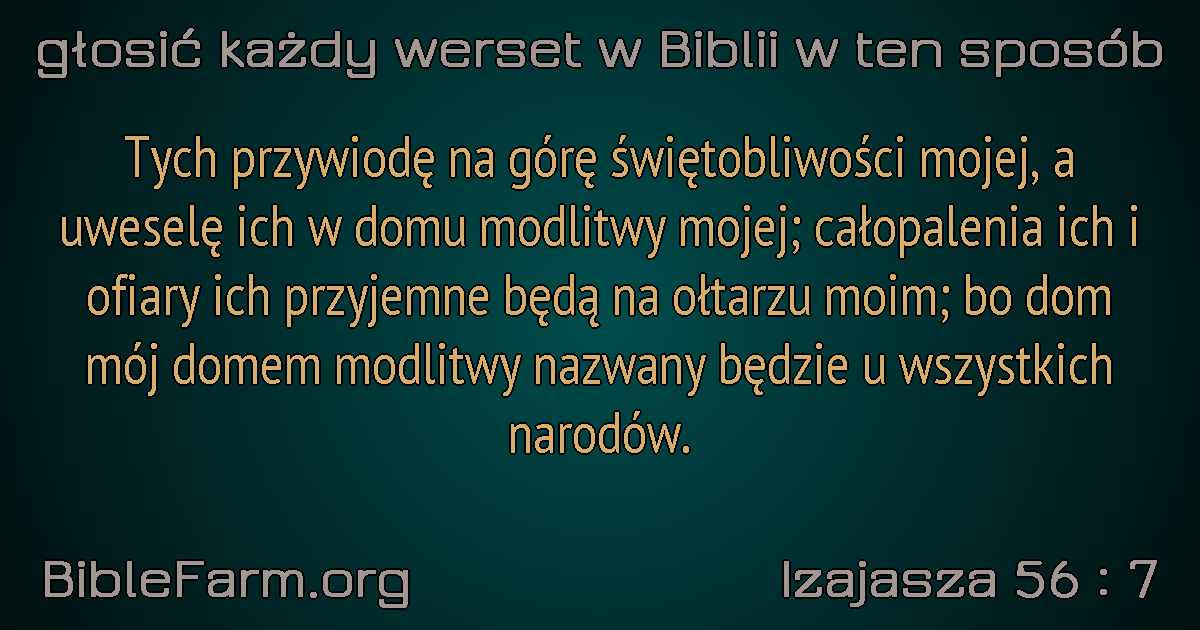 głosić każdy werset w Biblii w ten sposób
Tych przywiodę na górę świętobliwości mojej, a
uweselę ich w domu modlitwy mojej; całopalenia ich i
ofiary ich przyjemne będą na ołtarzu moim; bo dom
mój domem modlitwy nazwany będzie u wszystkich
narodów.
BibleFarm.org
Izajasza 56 : 7